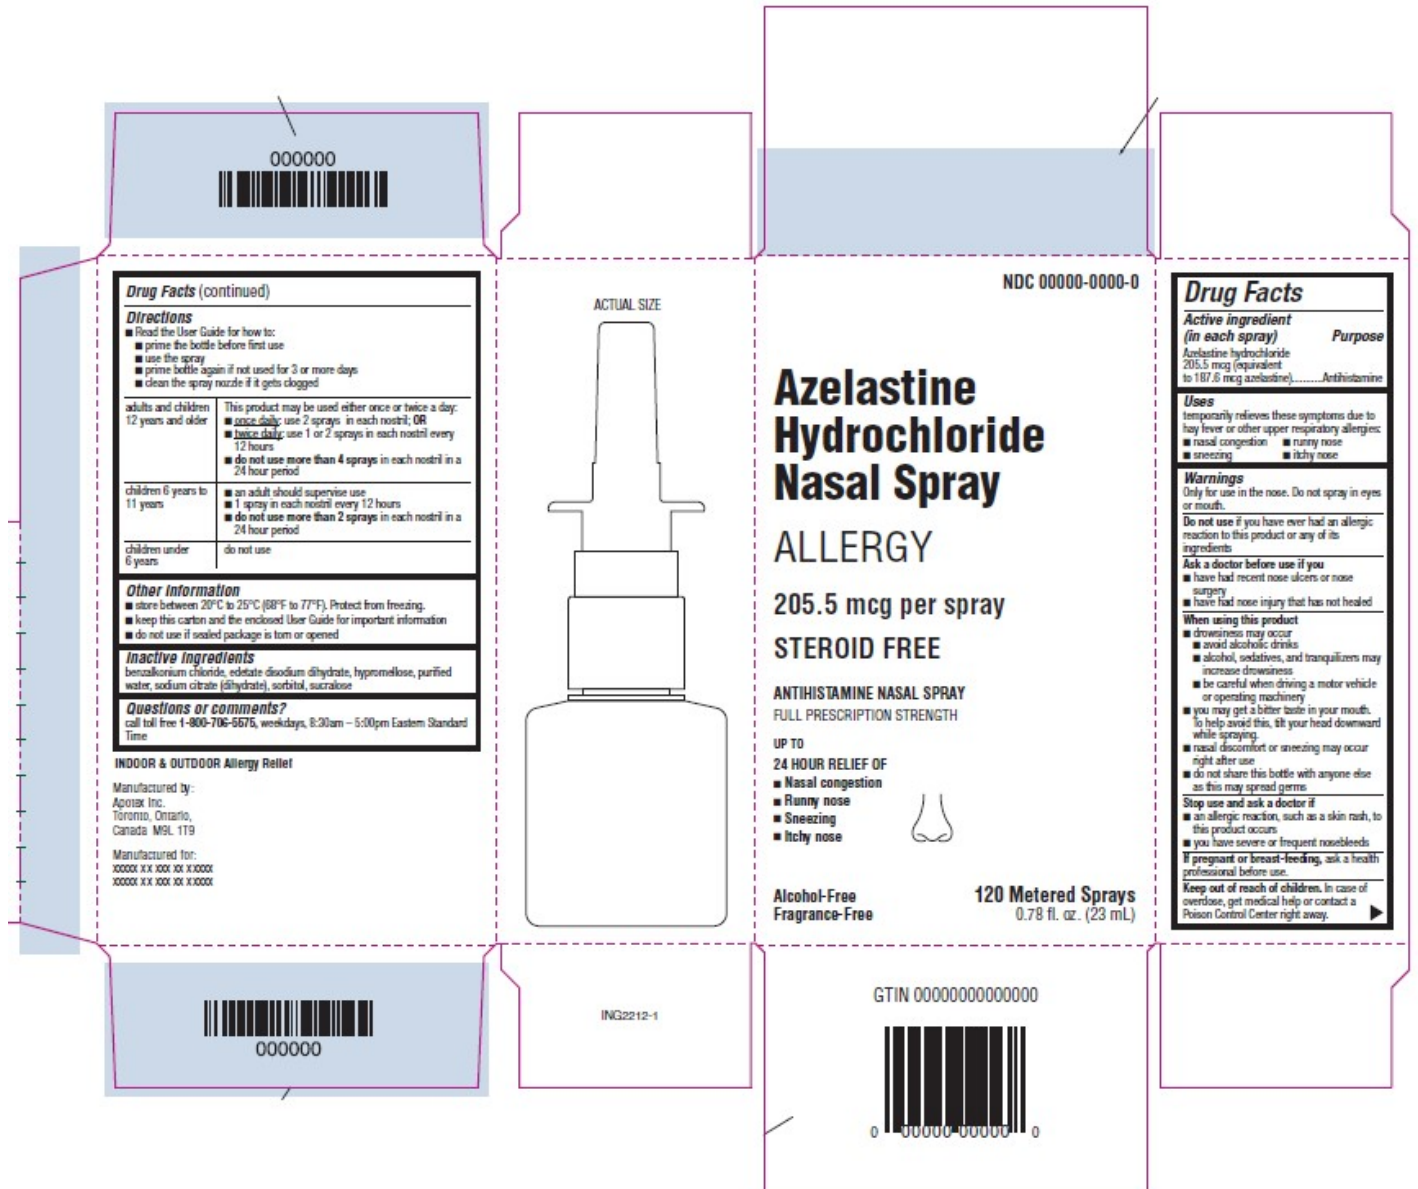 000000
Drug Facts (continued)
Directions
■ Read the User Guide for how to:
■ prime the bottle before first use
■ use the spray
■ prime bottle again if not used for 3 or more days
■ clean the spray nozzle if it gets clogged
adults and children
12 years and older
This product may be used either once or twice a day:
■ once daily: use 2 sprays in each nostril; OR
■ twice daily: use 1 or 2 sprays in each nostril every
12 hours
■ do not use more than 4 sprays in each nostril in a
24 hour period
children 6 years to
11 years
■ an adult should supervise use
■ 1 spray in each nostril every 12 hours
■ do not use more than 2 sprays in each nostril in a
24 hour period
children under
6 years
do not use
Other information
■ store between 20°C to 25°C (68°F to 77°F). Protect from freezing.
■ keep this carton and the enclosed User Guide for important information
■ do not use if sealed package is torn or opened
Inactive ingredients
benzalkonium chloride, edetate disodium dihydrate, hypromellose, purified
water, sodium citrate (dihydrate), sorbitol, sucralose
Questions or comments?
call toll free 1-800-706-5575, weekdays, 8:30am – 5:00pm Eastern Standard
Time
INDOOR & OUTDOOR Allergy Relief
Manufactured by:
Apotex Inc.
Toronto, Ontario,
Canada M9L 1T9
Manufactured for:
XXXXX XX XXX XX XXXXX
XXXXX XX XXX XX XXXXX
000000
ACTUAL SIZE
ING2212-1
NDC 00000-0000-0
Azelastine
Hydrochloride
Nasal Spray
ALLERGY
205.5 mcg per spray
STEROID FREE
ANTIHISTAMINE NASAL SPRAY
FULL PRESCRIPTION STRENGTH
UP TO
24 HOUR RELIEF OF
■ Nasal congestion
■ Runny nose
■ Sneezing
■ Itchy nose
Alcohol-Free
Fragrance-Free
120 Metered Sprays
0.78 fl. oz. (23 mL)
GTIN 00000000000000
0 00000 00000 0
Drug Facts
Active ingredient
(in each spray) Purpose
Azelastine hydrochloride
205.5 mcg (equivalent
to 187.6 mcg azelastine).........Antihistamine
Uses
temporarily relieves these symptoms due to
hay fever or other upper respiratory allergies:
■ nasal congestion ■ runny nose
■ sneezing ■ itchy nose
Warnings
Only for use in the nose. Do not spray in eyes
or mouth.
Do not use if you have ever had an allergic
reaction to this product or any of its
ingredients
Ask a doctor before use if you
■ have had recent nose ulcers or nose
surgery
■ have had nose injury that has not healed
When using this product
■ drowsiness may occur
■ avoid alcoholic drinks
■ alcohol, sedatives, and tranquilizers may
increase drowsiness
■ be careful when driving a motor vehicle
or operating machinery
■ you may get a bitter taste in your mouth.
To help avoid this, tilt your head downward
while spraying.
■ nasal discomfort or sneezing may occur
right after use
■ do not share this bottle with anyone else
as this may spread germs
Stop use and ask a doctor if
■ an allergic reaction, such as a skin rash, to
this product occurs
■ you have severe or frequent nosebleeds
If pregnant or breast-feeding, ask a health
professional before use.
Keep out of reach of children. In case of
overdose, get medical help or contact a
Poison Control Center right away.